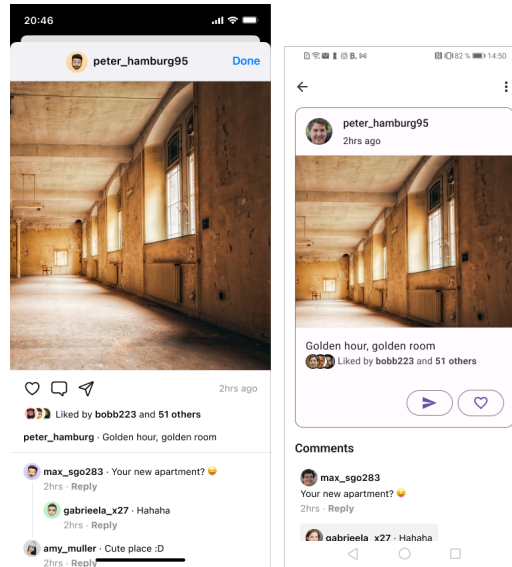 20:46
peter_hamburg95
Done
2hrs ago
Liked by bobb223 and 51 others
peter_hamburg · Golden hour, golden room
max_sgo283 · Your new apartment? 😛
2hrs · Reply
gabrieela_x27 · Hahaha
2hrs · Reply
amy_muller · Cute place :D
2hrs · Reply
B. 82 % 14:50
peter_hamburg95
2hrs ago
Golden hour, golden room
Liked by bobb223 and 51 others
Comments
max_sgo283
Your new apartment? 😛
2hrs · Reply
gabrieela_x27 · Hahaha